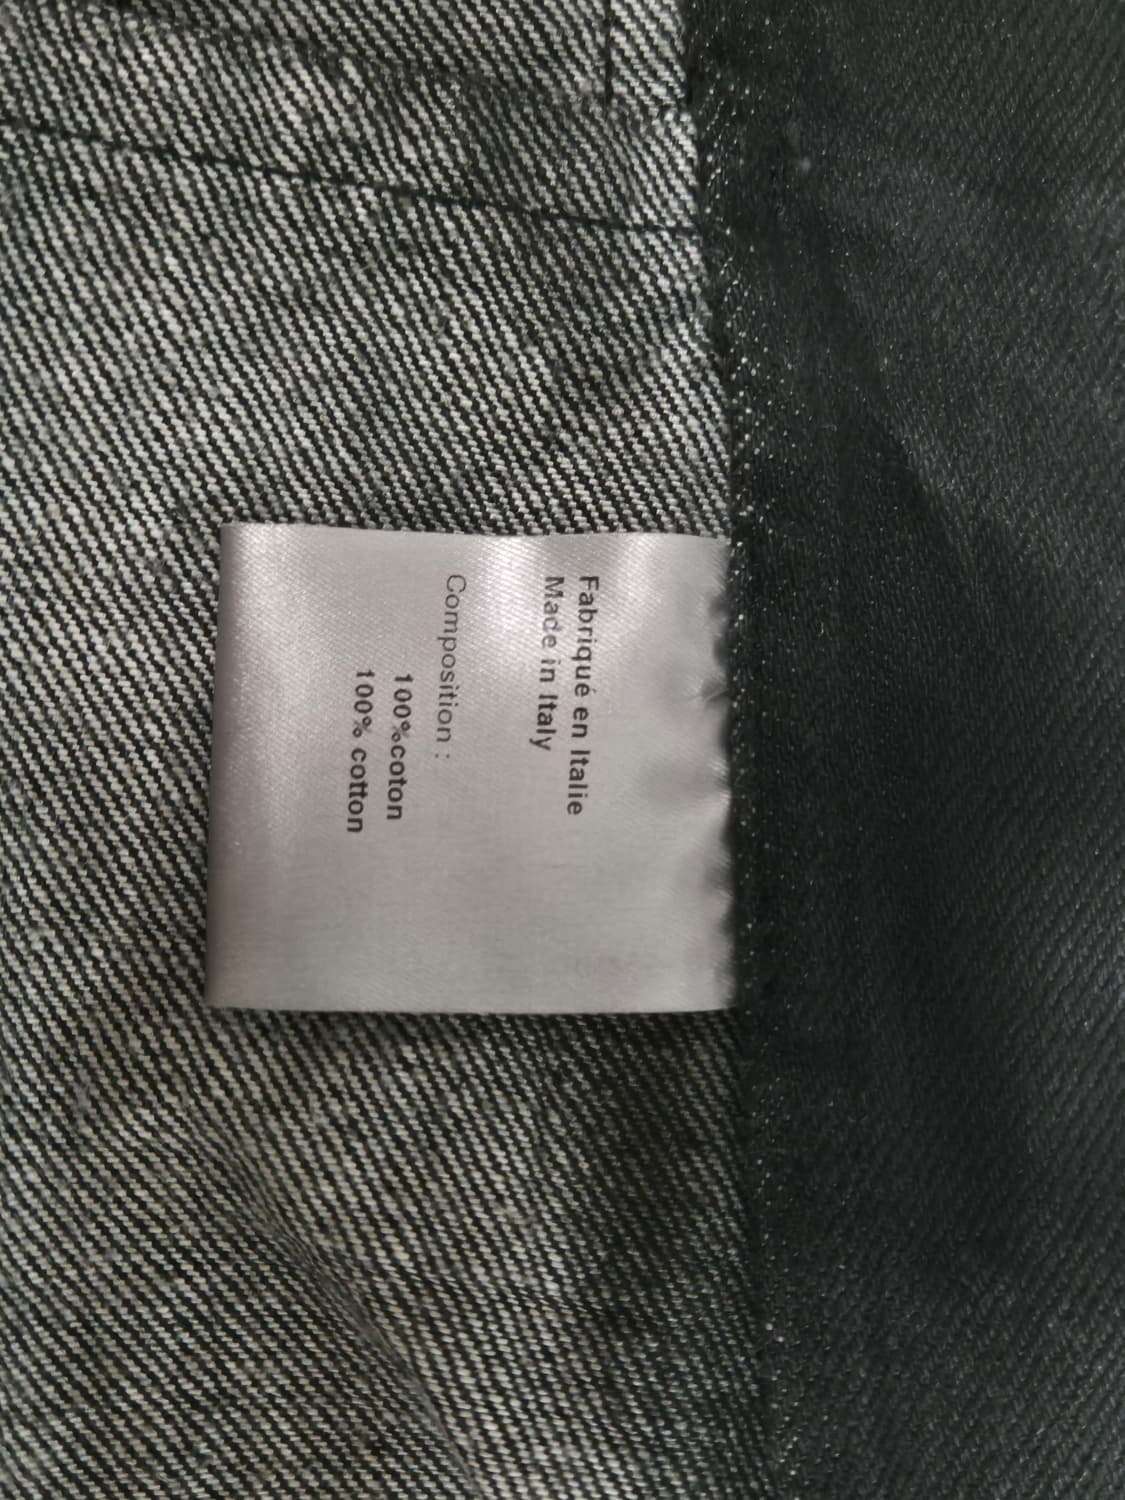 Fabriqué en Italie
Made in Italy
Composition :
100%coton
100% cotton